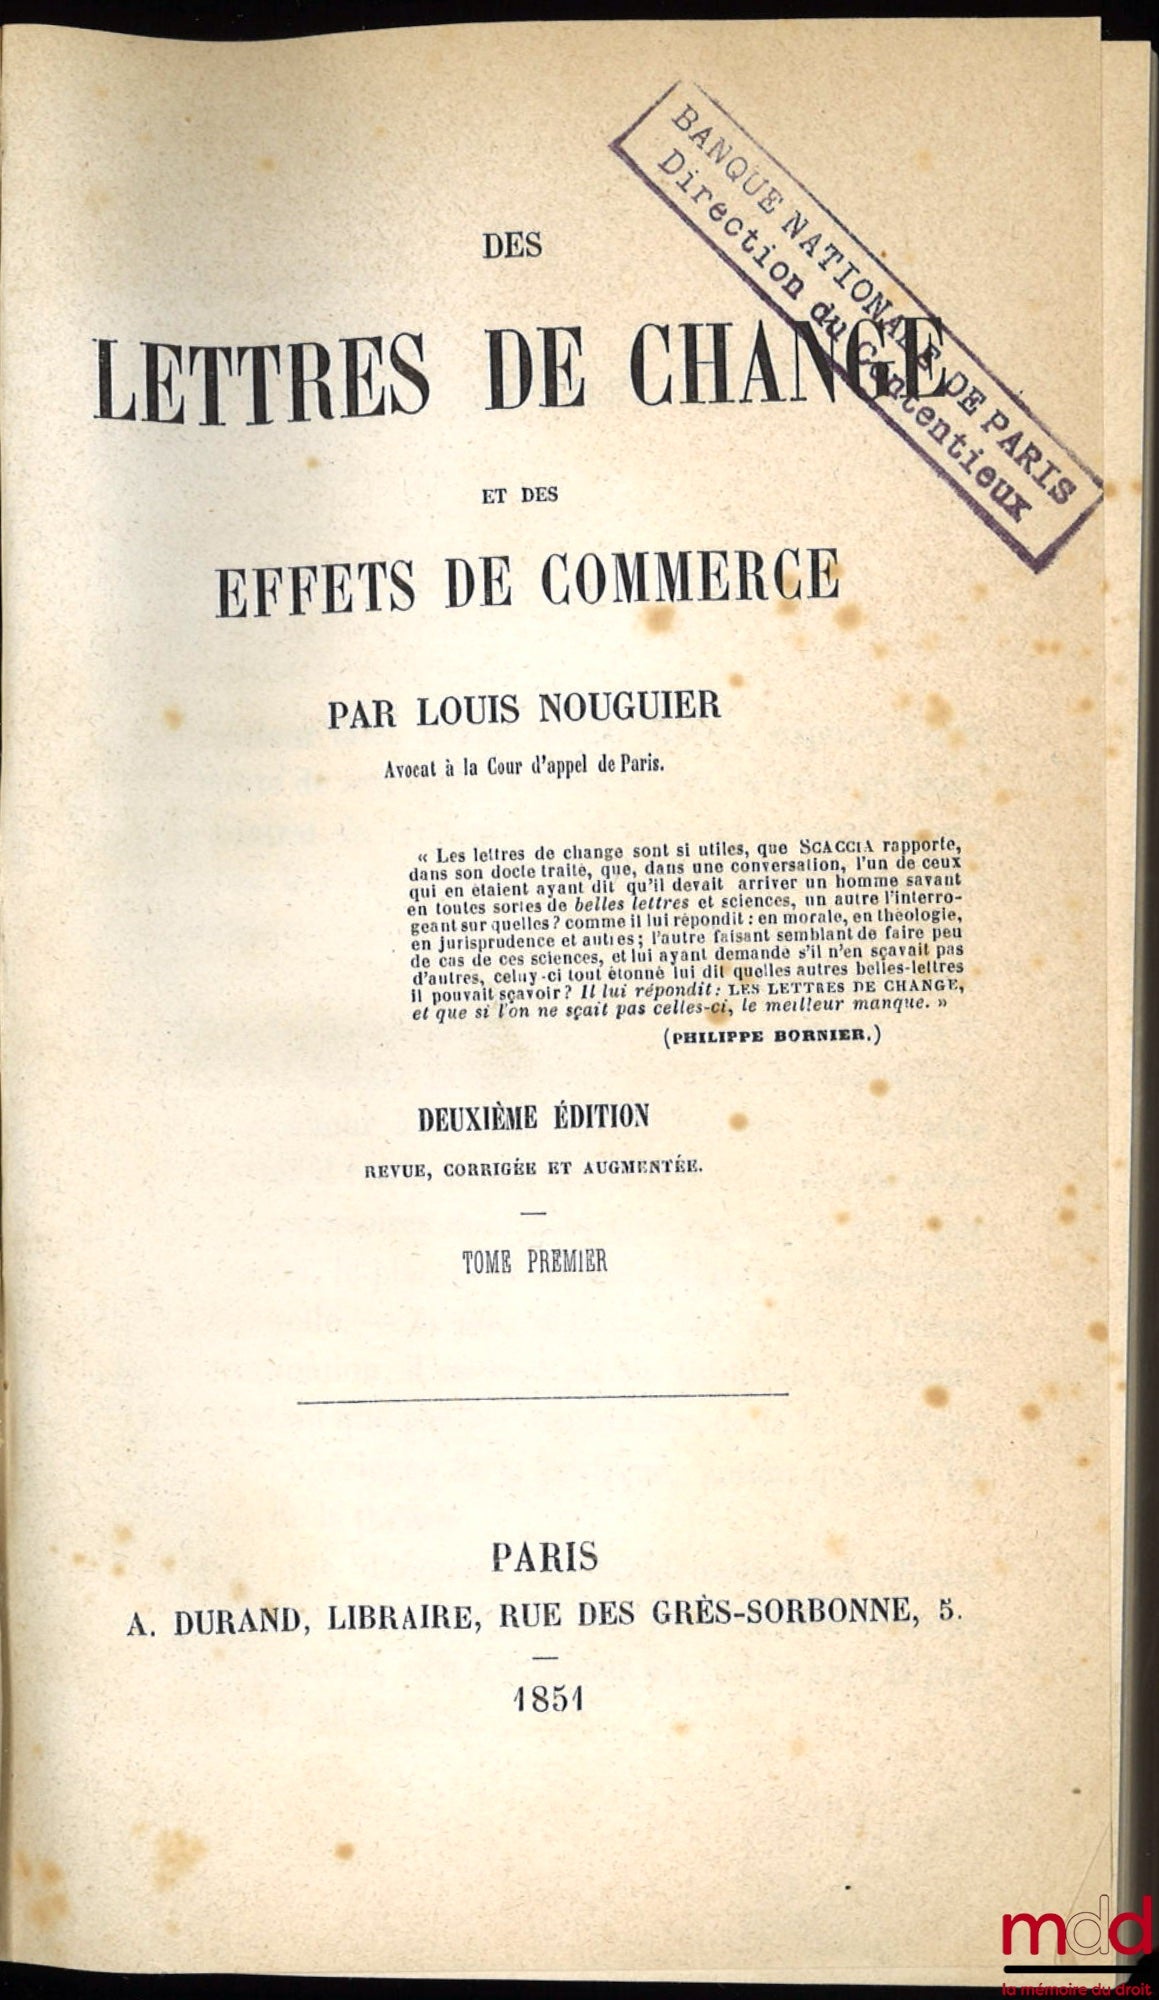 BANQUE NATIONALE DE PARIS
Direction du Contentieux
DES
LETTRES DE CHANGE
ET DES
EFFETS DE COMMERCE
PAR LOUIS NOUGUIER
Avocat à la Cour d'appel de Paris.
« Les lettres de change sont si utiles, que SCACCIA rapporte,
dans son docte traité, que, dans une conversation, l'un de ceux
qui en étaient ayant dit qu'il devait arriver un homme savant
en toutes sortes de belles lettres et sciences, un autre l'interro-
geant sur quelles ? comme il lui répondit : en morale, en théologie,
en jurisprudence et autres ; l'autre faisant semblant de faire peu
de cas de ces sciences, et lui ayant demandé s'il n'en sçavait pas
d'autres, celuy-ci tout étonné lui dit quelles autres belles-lettres
il pouvait sçavoir ? Il lui répondit : LES LETTRES DE CHANGE,
et que si l'on ne sçait pas celles-ci, le meilleur manque. »
(PHILIPPE BORNIER.)
DEUXIÈME ÉDITION
REVUE, CORRIGÉE ET AUGMENTÉE.
TOME PREMIER
PARIS
A. DURAND, LIBRAIRE, RUE DES GRÈS-SORBONNE, 5.
1851
mdd
la mémoire du droit